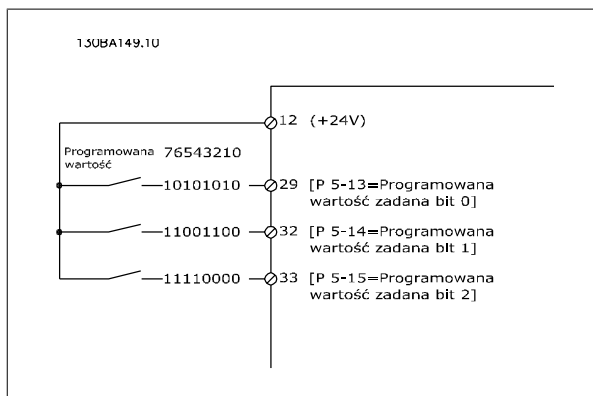 130BA149.10
12 (+24V)
Programowana 76543210
wartość
10101010 29 [P 5-13=Programowana
wartość zadana bit 0]
11001100 32 [P 5-14=Programowana
wartość zadana bit 1]
11110000 33 [P 5-15=Programowana
wartość zadana bit 2]